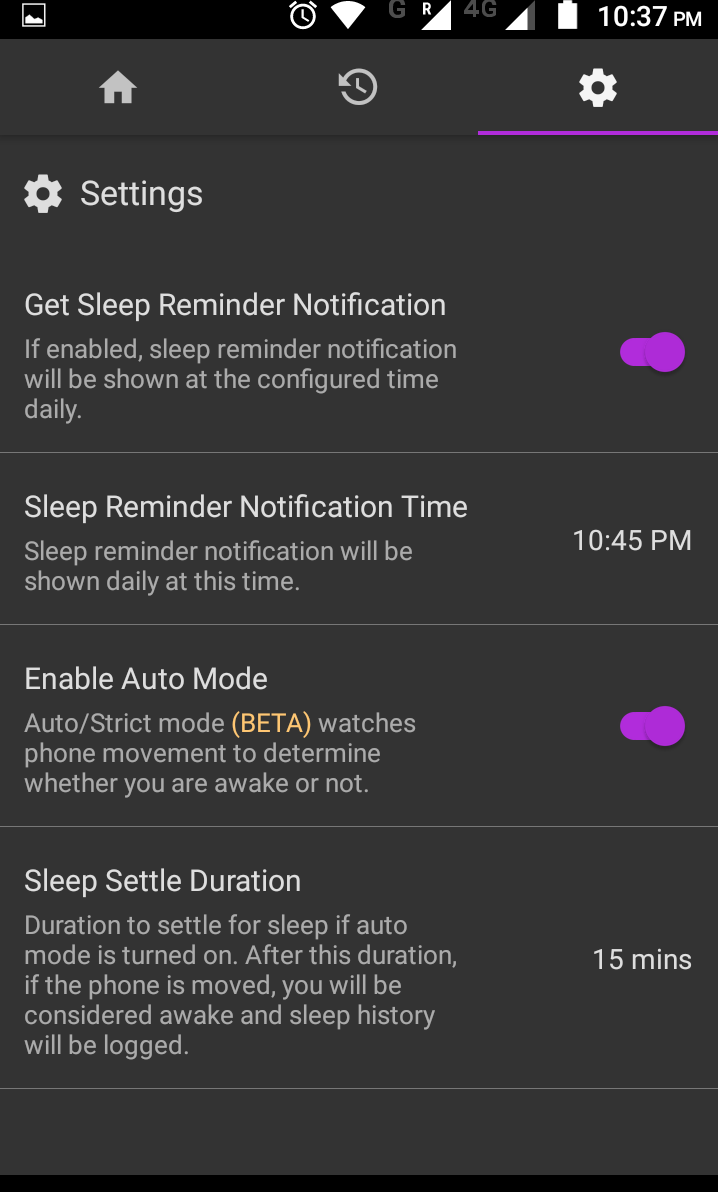 G R 4G 10:37 PM
Settings
Get Sleep Reminder Notification
If enabled, sleep reminder notification
will be shown at the configured time
daily.
Sleep Reminder Notification Time
Sleep reminder notification will be
shown daily at this time.
10:45 PM
Enable Auto Mode
Auto/Strict mode (BETA) watches
phone movement to determine
whether you are awake or not.
Sleep Settle Duration
Duration to settle for sleep if auto
mode is turned on. After this duration,
if the phone is moved, you will be
considered awake and sleep history
will be logged.
15 mins